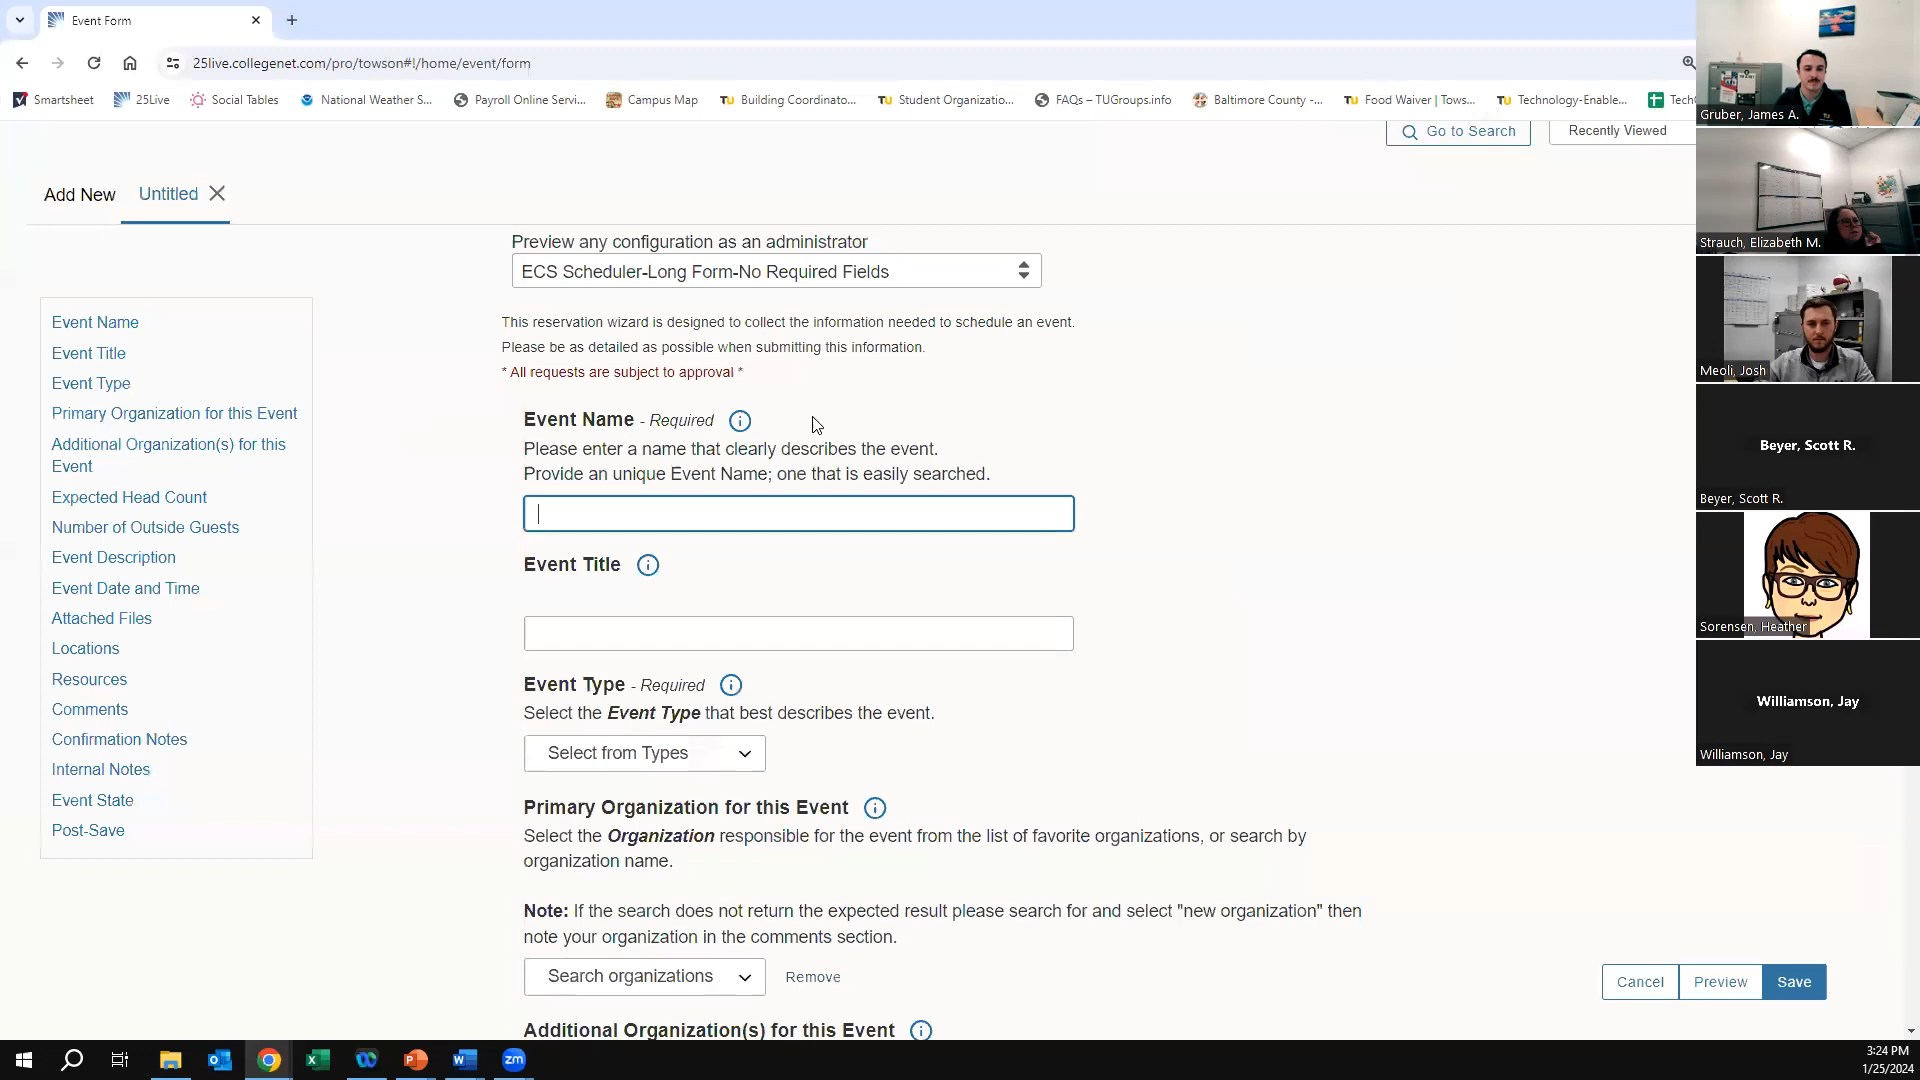 Event Form
25live.collegenet.com/pro/towson#!/home/event/form
Smartsheet
25Live
Social Tables
National Weather S...
Payroll Online Servi...
Campus Map
TU Building Coordinato...
TU Student Organizatio...
FAQs – TUGroups.info
Baltimore County -...
TU Food Waiver | Tows...
TU Technology-Enable...
Go to Search
Recently Viewed
Add New
Untitled
Preview any configuration as an administrator
ECS Scheduler-Long Form-No Required Fields
Event Name
Event Title
Event Type
Primary Organization for this Event
Additional Organization(s) for this
Event
Expected Head Count
Number of Outside Guests
Event Description
Event Date and Time
Attached Files
Locations
Resources
Comments
Confirmation Notes
Internal Notes
Event State
Post-Save
This reservation wizard is designed to collect the information needed to schedule an event.
Please be as detailed as possible when submitting this information.
* All requests are subject to approval *
Event Name - Required
Please enter a name that clearly describes the event.
Provide an unique Event Name; one that is easily searched.
Event Title
Event Type - Required
Select the Event Type that best describes the event.
Select from Types
Primary Organization for this Event
Select the Organization responsible for the event from the list of favorite organizations, or search by
organization name.
Note: If the search does not return the expected result please search for and select "new organization" then
note your organization in the comments section.
Search organizations
Remove
Additional Organization(s) for this Event
Cancel
Preview
Save
Gruber, James A.
Strauch, Elizabeth M.
Meoli, Josh
Beyer, Scott R.
Beyer, Scott R.
Sorensen, Heather
Williamson, Jay
Williamson, Jay
zm
3:24 PM
1/25/2024